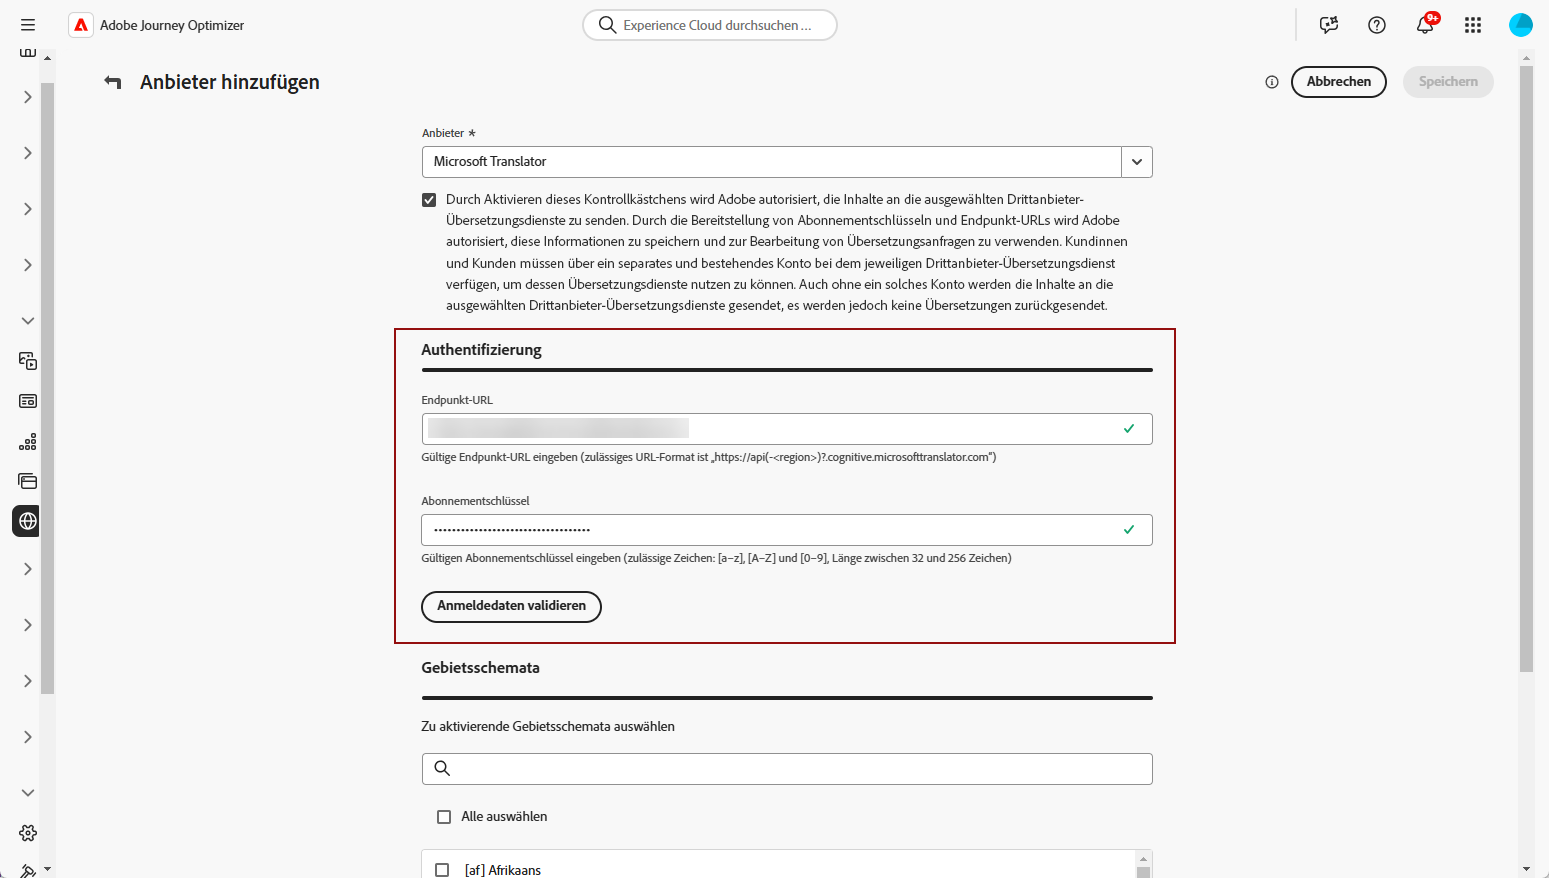 Adobe Journey Optimizer
Experience Cloud durchsuchen ...
9+
Anbieter hinzufügen
Abbrechen
Speichern
Anbieter *
Microsoft Translator
Durch Aktivieren dieses Kontrollkästchens wird Adobe autorisiert, die Inhalte an die ausgewählten Drittanbieter-
Übersetzungsdienste zu senden. Durch die Bereitstellung von Abonnementschlüsseln und Endpunkt-URLs wird Adobe
autorisiert, diese Informationen zu speichern und zur Bearbeitung von Übersetzungsanfragen zu verwenden. Kundinnen
und Kunden müssen über ein separates und bestehendes Konto bei dem jeweiligen Drittanbieter-Übersetzungsdienst
verfügen, um dessen Übersetzungsdienste nutzen zu können. Auch ohne ein solches Konto werden die Inhalte an die
ausgewählten Drittanbieter-Übersetzungsdienste gesendet, es werden jedoch keine Übersetzungen zurückgesendet.
Authentifizierung
Endpunkt-URL
Gültige Endpunkt-URL eingeben (zulässiges URL-Format ist „https://api(-<region>)?.cognitive.microsofttranslator.com“)
Abonnementschlüssel
Gültigen Abonnementschlüssel eingeben (zulässige Zeichen: [a–z], [A–Z] und [0–9], Länge zwischen 32 und 256 Zeichen)
Anmeldedaten validieren
Gebietsschemata
Zu aktivierende Gebietsschemata auswählen
Alle auswählen
[af] Afrikaans